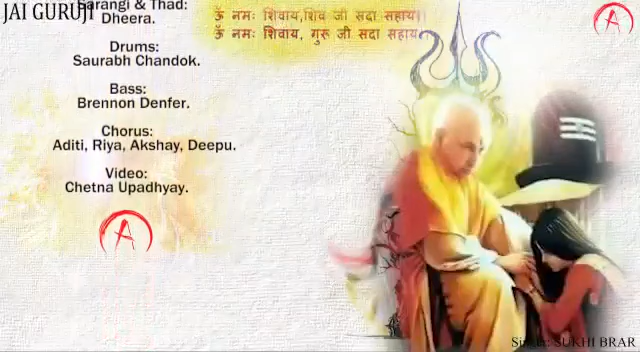 JAI GURUJI
Sarangi & Thad:
Dheera.
Drums:
Saurabh Chandok.
Bass:
Brennon Denfer.
Chorus:
Aditi, Riya, Akshay, Deepu.
Video:
Chetna Upadhyay.
A
ॐ नमः शिवाय,शिव जी सदा सहाय।
ॐ नमः शिवाय, गुरू जी सदा सहाय
A
SUKHI BRAR